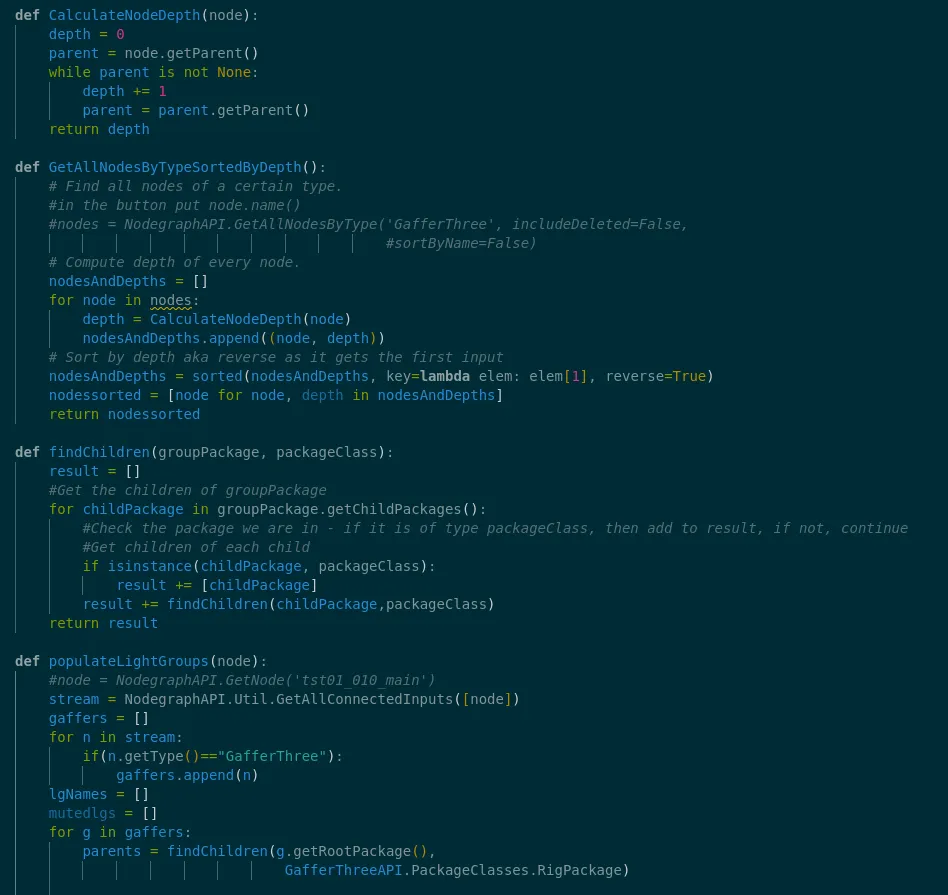 def CalculateNodeDepth(node):
    depth = 0
    parent = node.getParent()
    while parent is not None:
        depth += 1
        parent = parent.getParent()
    return depth

def GetAllNodesByTypeSortedByDepth():
    # Find all nodes of a certain type.
    #in the button put node.name()
    #nodes = NodegraphAPI.GetAllNodesByType('GafferThree', includeDeleted=False,
                                            #sortByName=False)
    # Compute depth of every node.
    nodesAndDepths = []
    for node in nodes:
        depth = CalculateNodeDepth(node)
        nodesAndDepths.append((node, depth))
    # Sort by depth aka reverse as it gets the first input
    nodesAndDepths = sorted(nodesAndDepths, key=lambda elem: elem[1], reverse=True)
    nodessorted = [node for node, depth in nodesAndDepths]
    return nodessorted

def findChildren(groupPackage, packageClass):
    result = []
    #Get the children of groupPackage
    for childPackage in groupPackage.getChildPackages():
        #Check the package we are in - if it is of type packageClass, then add to result, if not, continue
        #Get children of each child
        if isinstance(childPackage, packageClass):
            result += [childPackage]
        result += findChildren(childPackage,packageClass)
    return result

def populateLightGroups(node):
    #node = NodegraphAPI.GetNode('tst01_010_main')
    stream = NodegraphAPI.Util.GetAllConnectedInputs([node])
    gaffers = []
    for n in stream:
        if(n.getType()=="GafferThree"):
            gaffers.append(n)
    lgNames = []
    mutedlgs = []
    for g in gaffers:
        parents = findChildren(g.getRootPackage(),
                                GafferThreeAPI.PackageClasses.RigPackage)